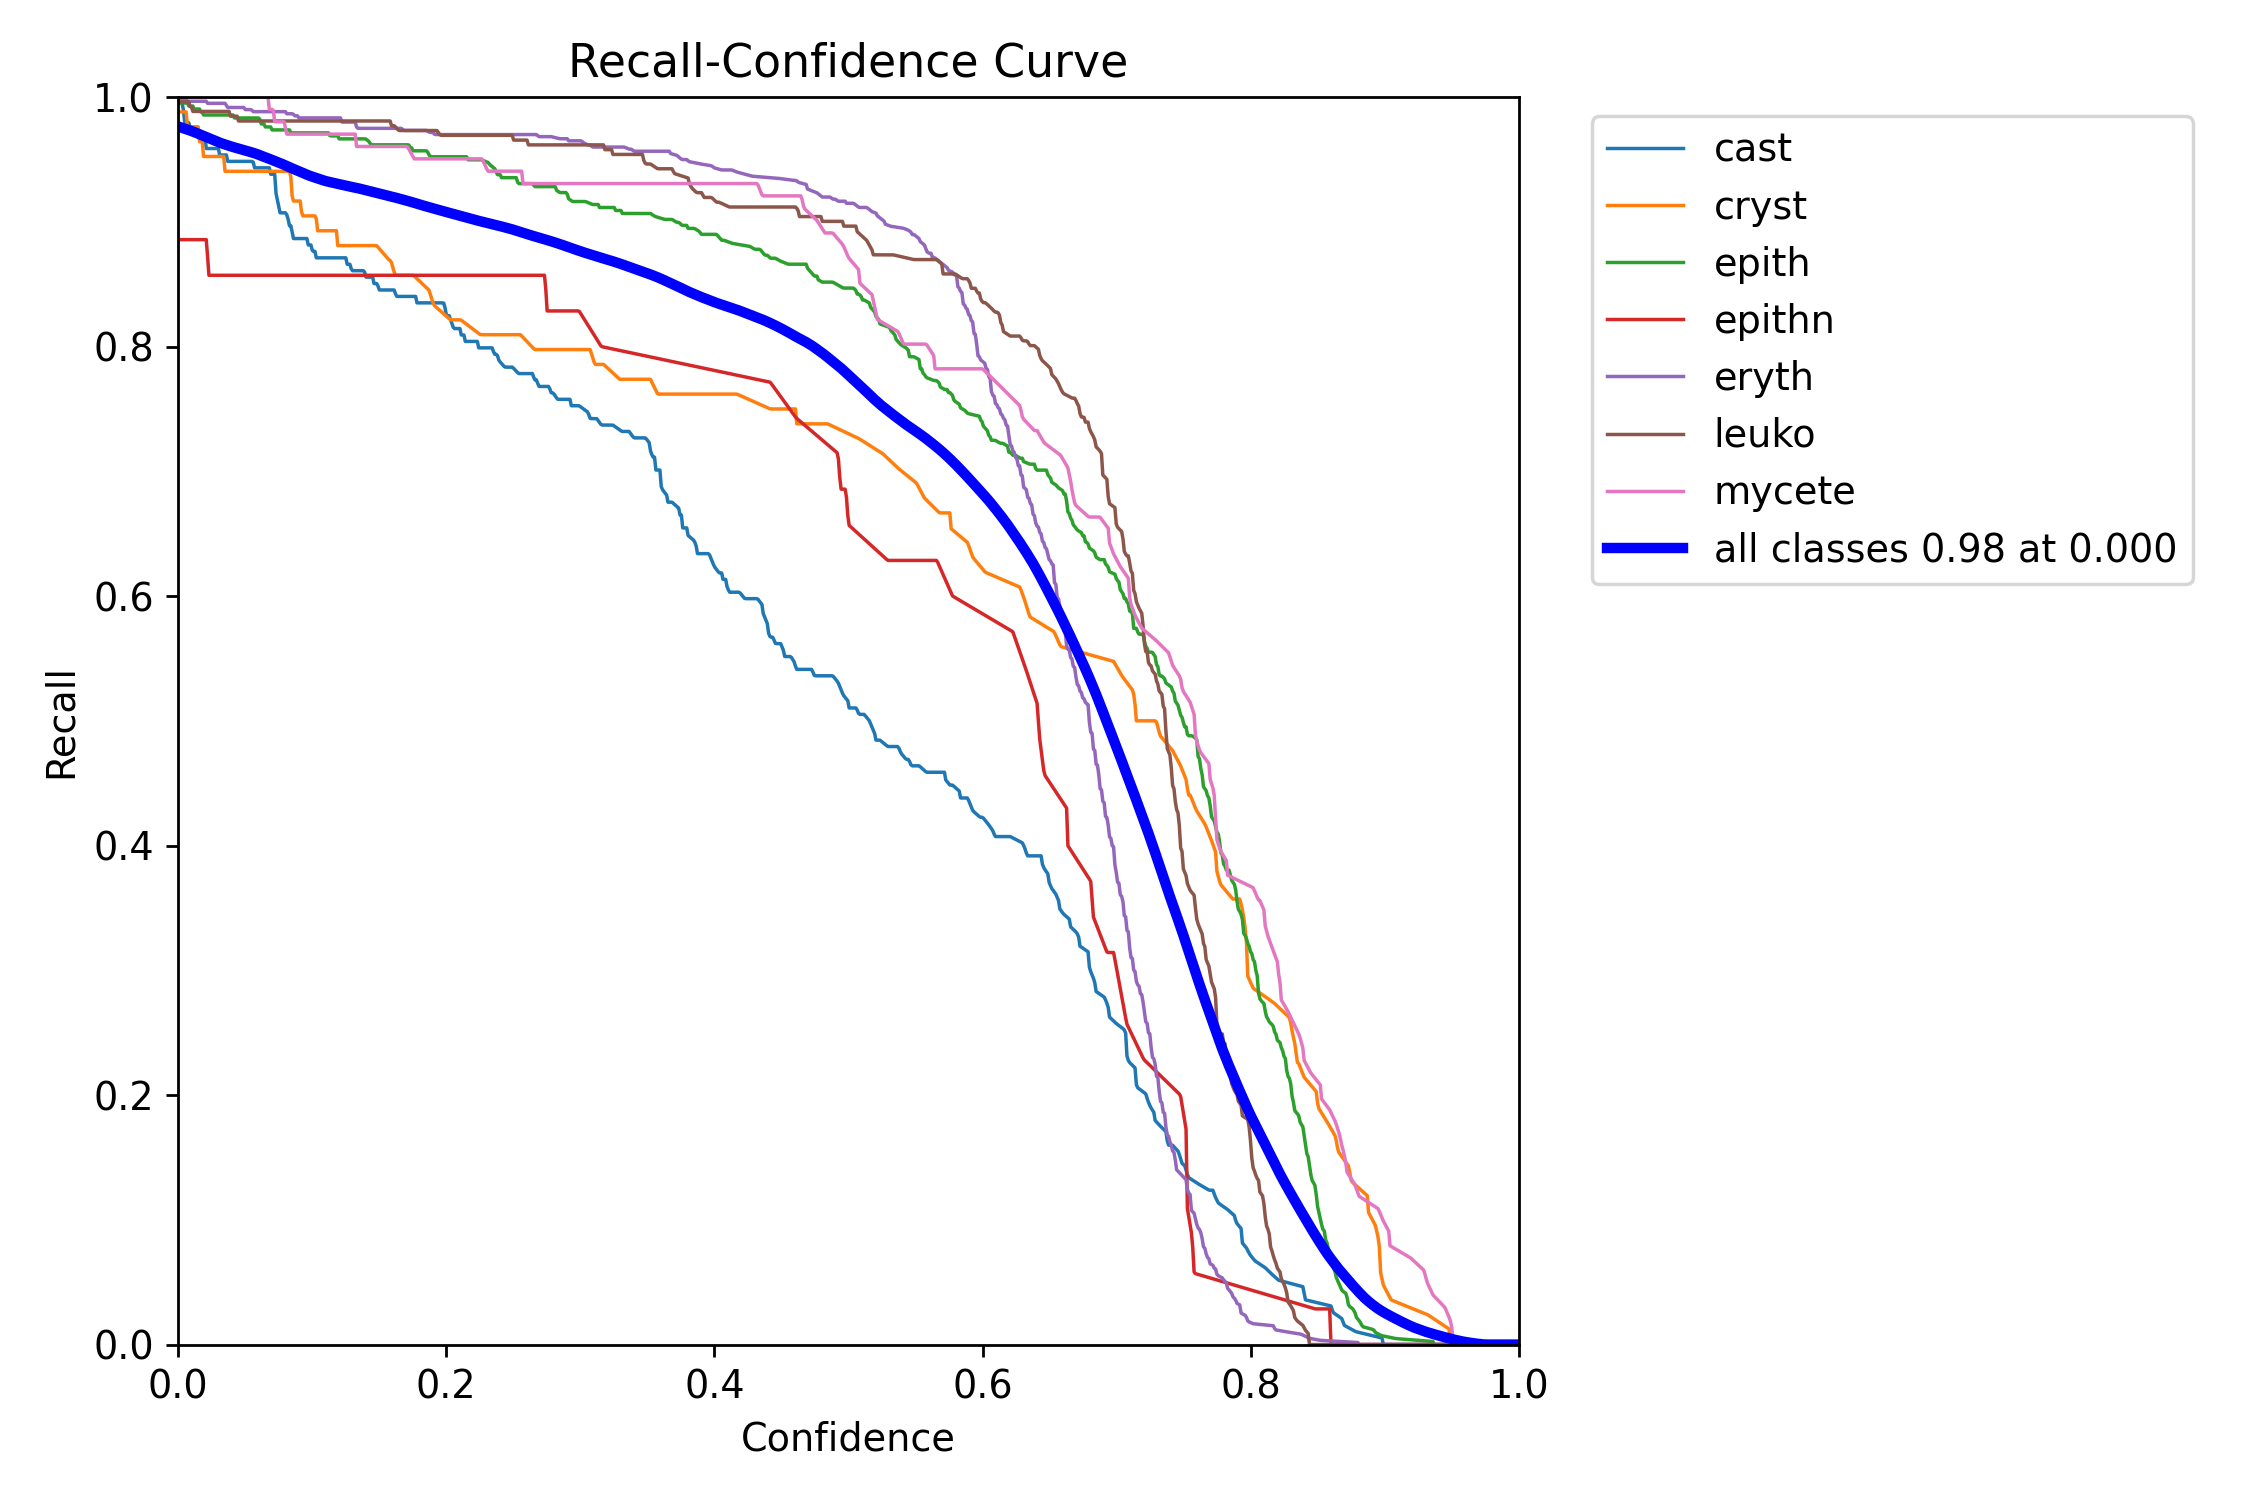 Recall-Confidence Curve
1.0
0.8
0.6
0.4
0.2
0.0
Recall
0.0 0.2 0.4 0.6 0.8 1.0
Confidence
cast
cryst
epith
epithn
eryth
leuko
mycete
all classes 0.98 at 0.000